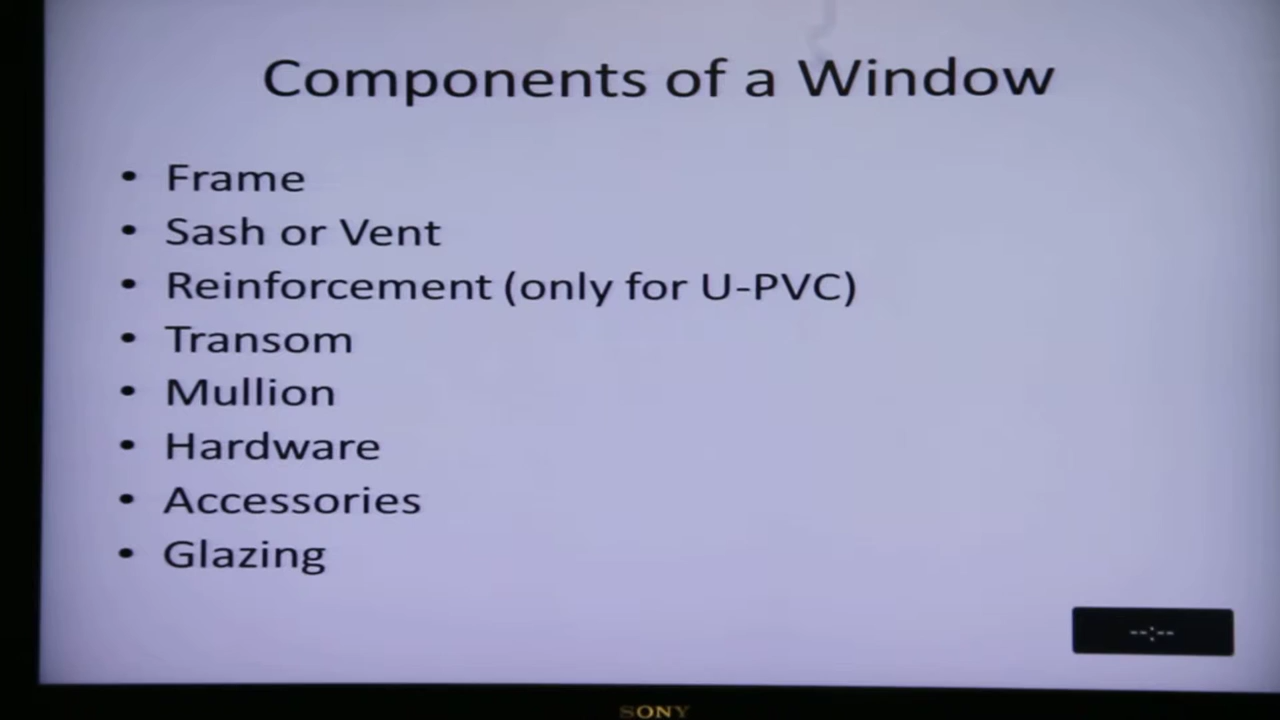 Components of a Window
• Frame
• Sash or Vent
• Reinforcement (only for U-PVC)
• Transom
• Mullion
• Hardware
• Accessories
• Glazing
--:--
SONY